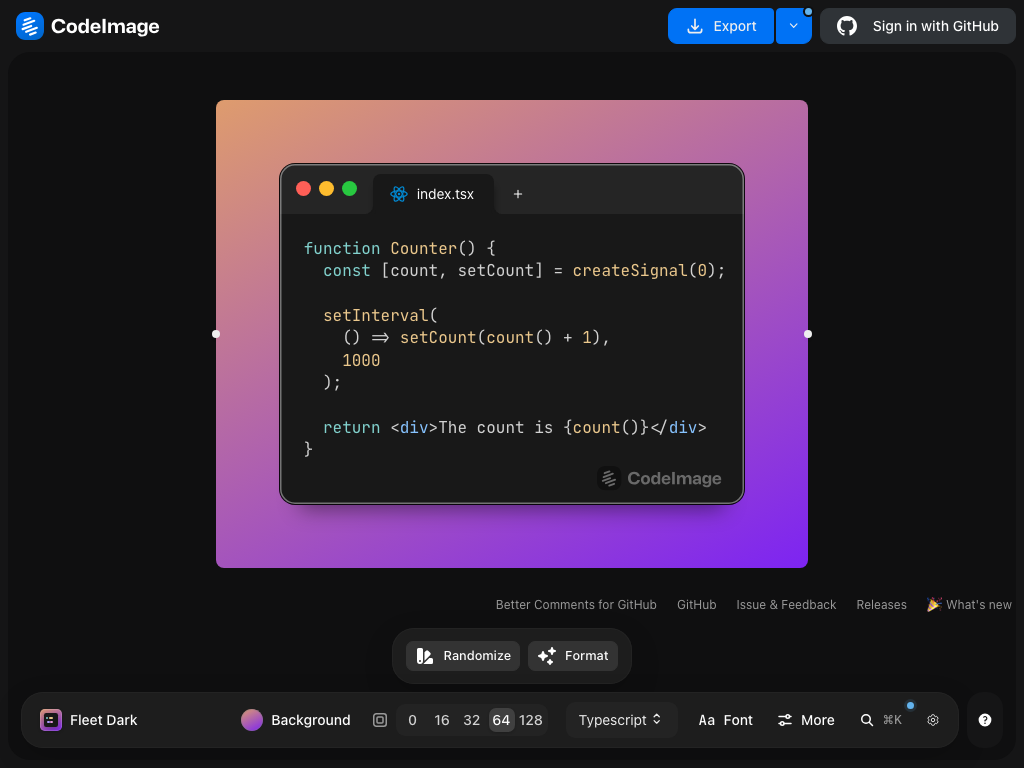 CodeImage
Export
Sign in with GitHub
index.tsx
+
function Counter() {
  const [count, setCount] = createSignal(0);
  setInterval(
    () => setCount(count() + 1),
    1000
  );
  return <div>The count is {count()}</div>
}
CodeImage
Better Comments for GitHub
GitHub
Issue & Feedback
Releases
🎉 What's new
Randomize
Format
Fleet Dark
Background
0 16 32 64 128
Typescript
Aa Font
More
⌘K